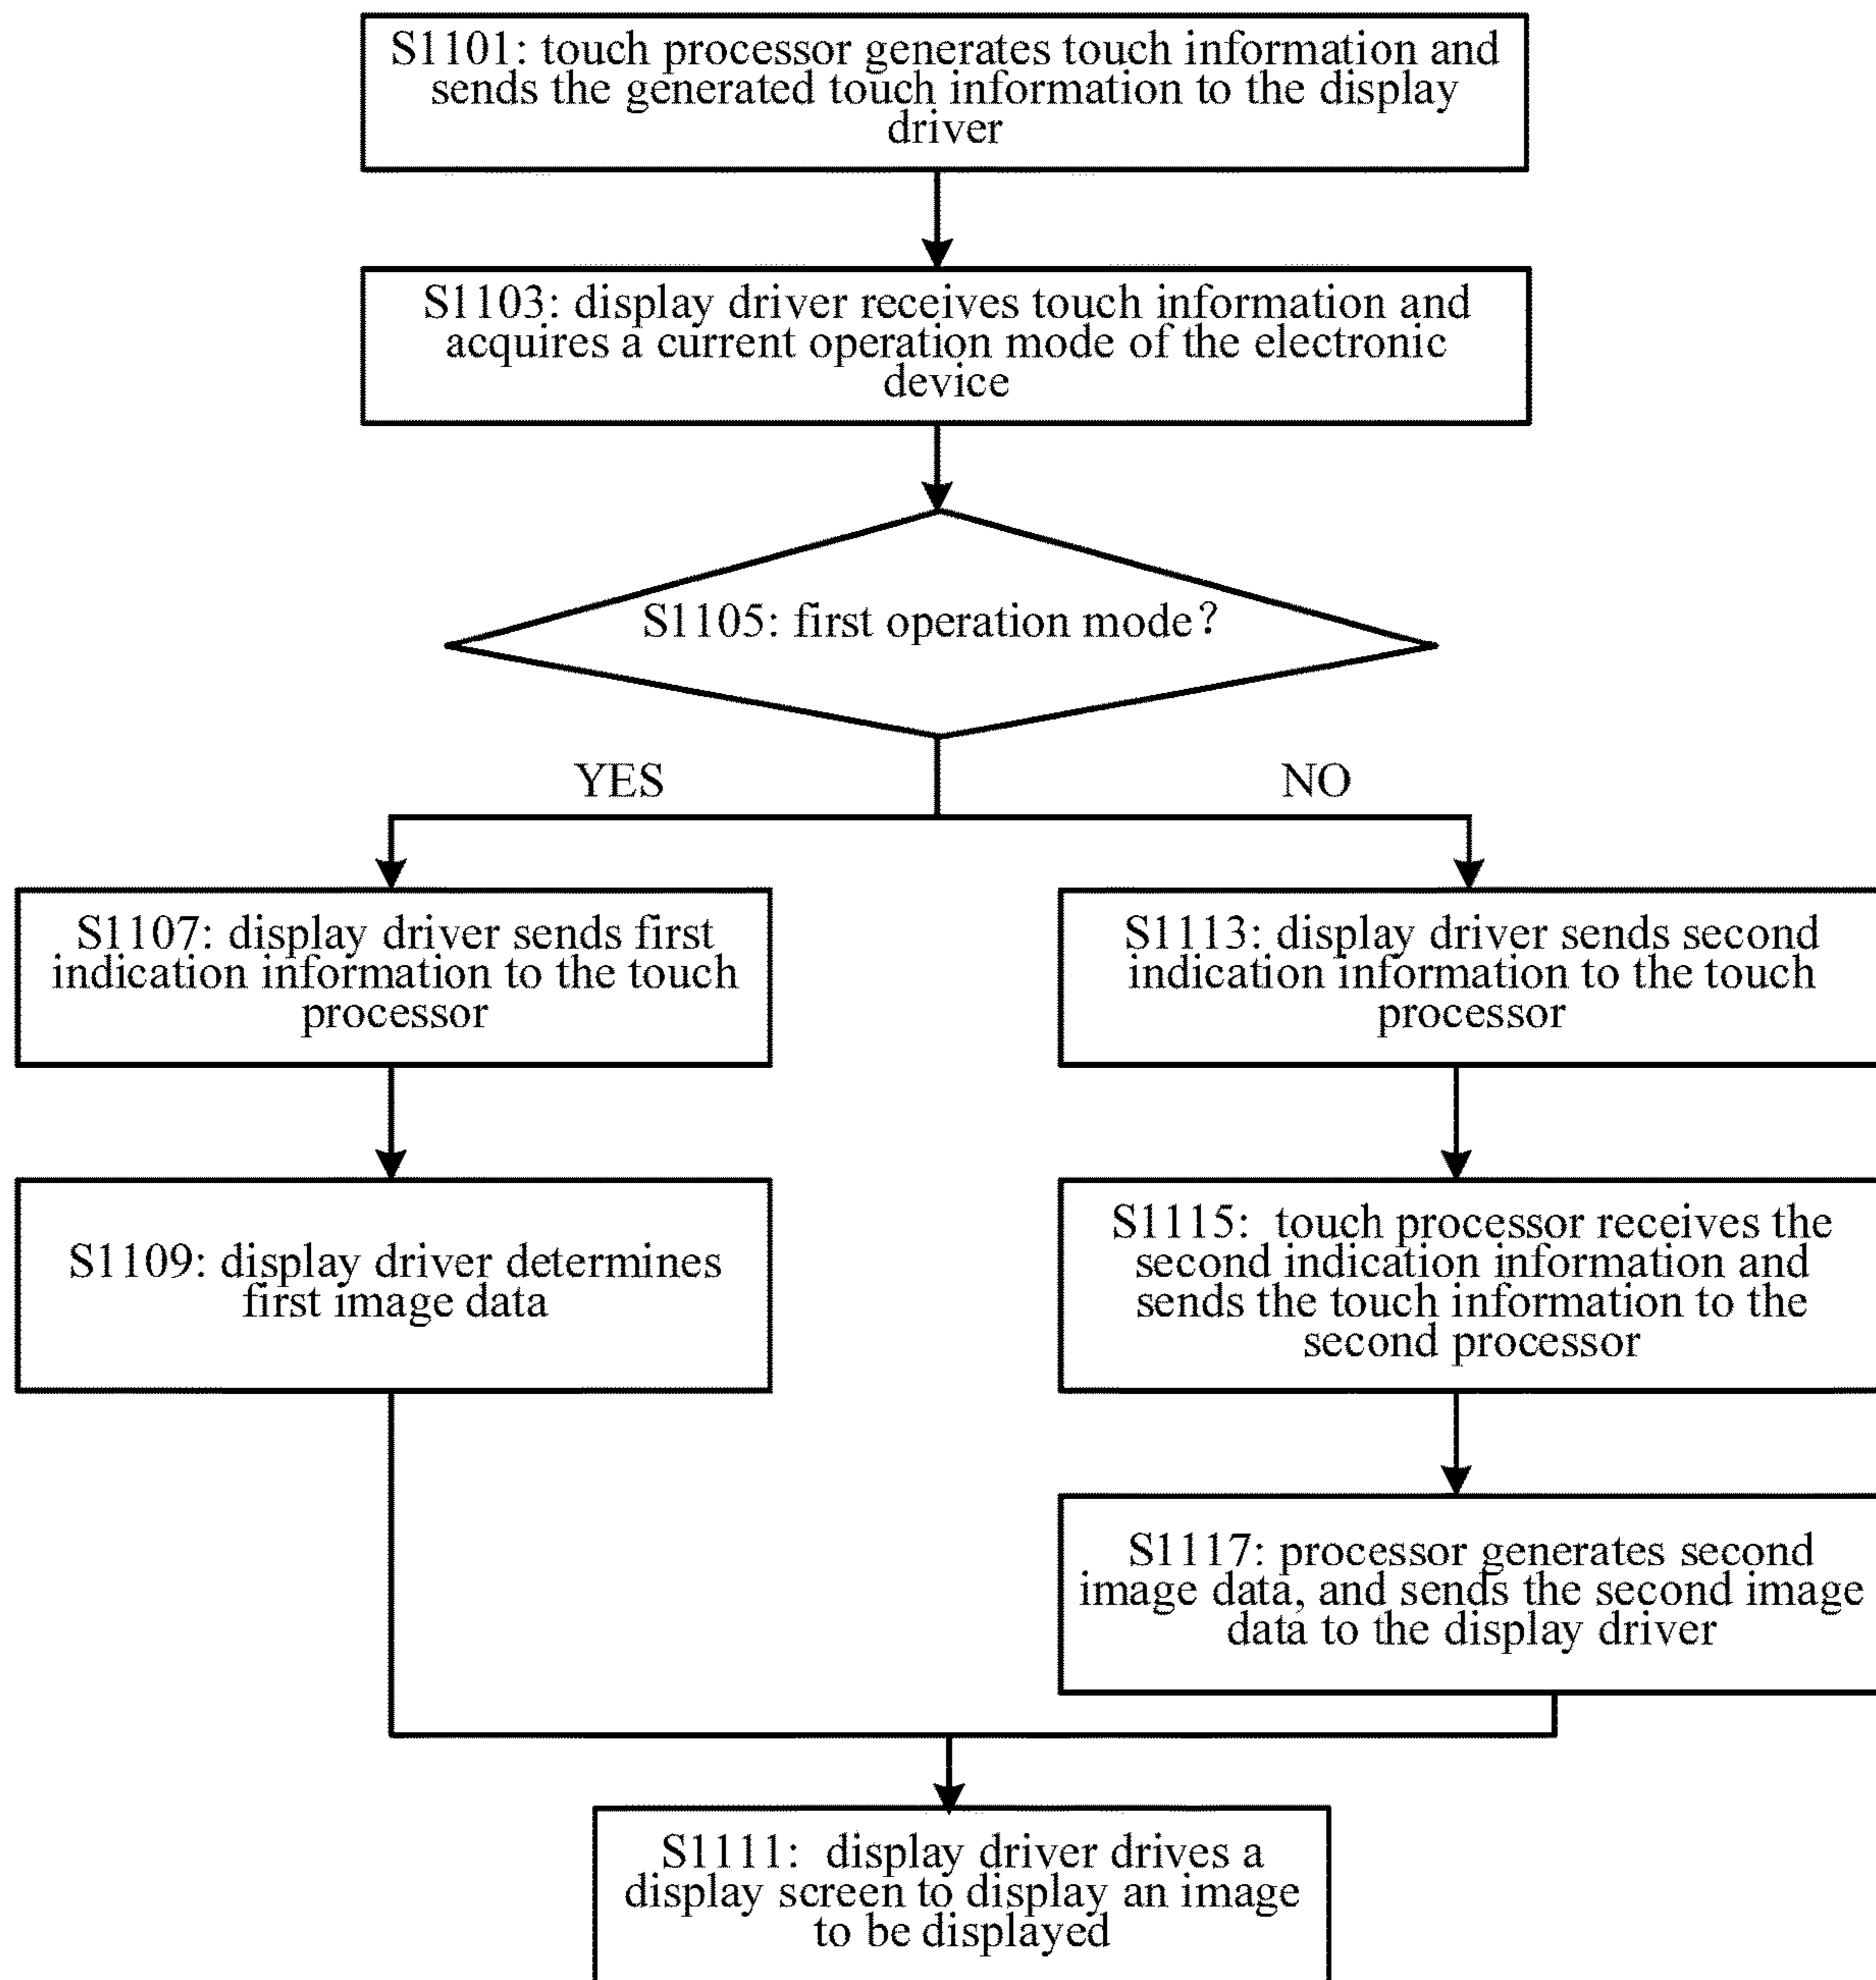 S1101: touch processor generates touch information and
sends the generated touch information to the display
driver
S1103: display driver receives touch information and
acquires a current operation mode of the electronic
device
S1105: first operation mode?
YES
NO
S1107: display driver sends first
indication information to the touch
processor
S1113: display driver sends second
indication information to the touch
processor
S1109: display driver determines
first image data
S1115: touch processor receives the
second indication information and
sends the touch information to the
second processor
S1117: processor generates second
image data, and sends the second image
data to the display driver
S1111: display driver drives a
display screen to display an image
to be displayed